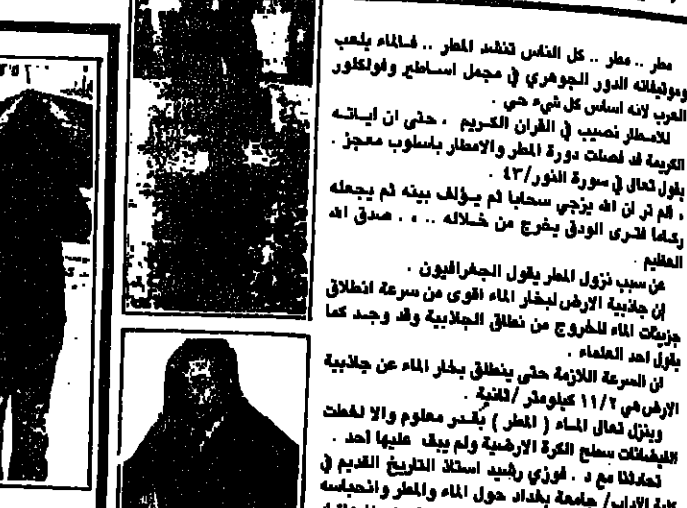 مطر .. مطر .. كل الناس تنشد المطر .. فالماء يلعب
وموتيفاته الدور الجوهري في مجمل اساطير وفولكلور
العرب لانه اساس كل شيء حي .
للامطار نصيب في القران الكريم ، حتى ان اياته
الكريمة قد فصلت دورة المطر والامطار باسلوب معجز .
يقول تعالى في سورة النور/٤٣ .
، الم تر ان الله يزجي سحابا ثم يؤلف بينه ثم يجعله
ركاما فترى الودق يخرج من خلاله .. ، . صدق الله
العظيم .
عن سبب نزول المطر يقول الجغرافيون .
إن جاذبية الارض لبخار الماء اقوى من سرعة انطلاق
جزيئات الماء للخروج من نطاق الجاذبية وقد وجد كما
يقول احد العلماء .
ان السرعة اللازمة حتى ينطلق بخار الماء عن جاذبية
الارض هي ١١/٢ كيلومتر /ثانية .
وينزل تعالى الماء ( المطر ) بقدر معلوم والا لغطت
الفيضانات سطح الكرة الارضية ولم يبق عليها أحد .
تحادثنا مع د . فوزي رشيد استاذ التاريخ القديم في
كلية الاداب/ جامعة بغداد حول الماء والمطر وانحباسه